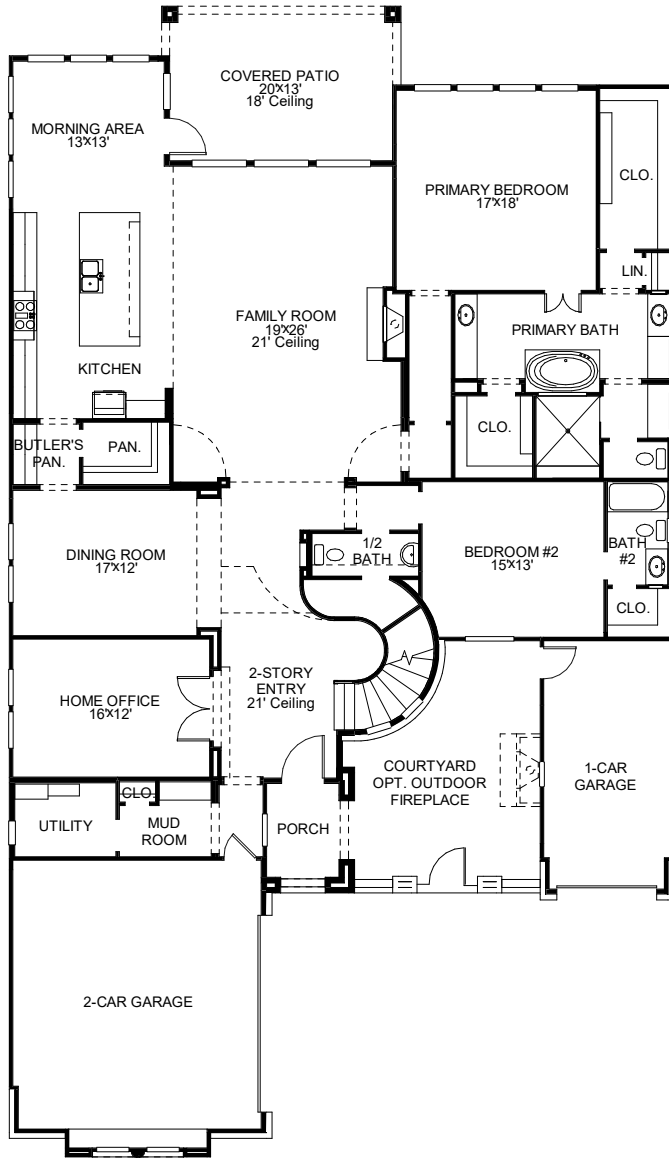 COVERED PATIO
20'X13'
18' Ceiling
MORNING AREA
13'X13'
PRIMARY BEDROOM
17'X18'
CLO.
LIN.
FAMILY ROOM
19'X26'
21' Ceiling
PRIMARY BATH
KITCHEN
CLO.
BUTLER'S
PAN.
PAN.
DINING ROOM
17'X12'
1/2
BATH
BEDROOM #2
15'X13'
BATH
#2
CLO.
2-STORY
ENTRY
21' Ceiling
HOME OFFICE
16'X12'
COURTYARD
OPT. OUTDOOR
FIREPLACE
1-CAR
GARAGE
CLO.
UTILITY
MUD
ROOM
PORCH
2-CAR GARAGE